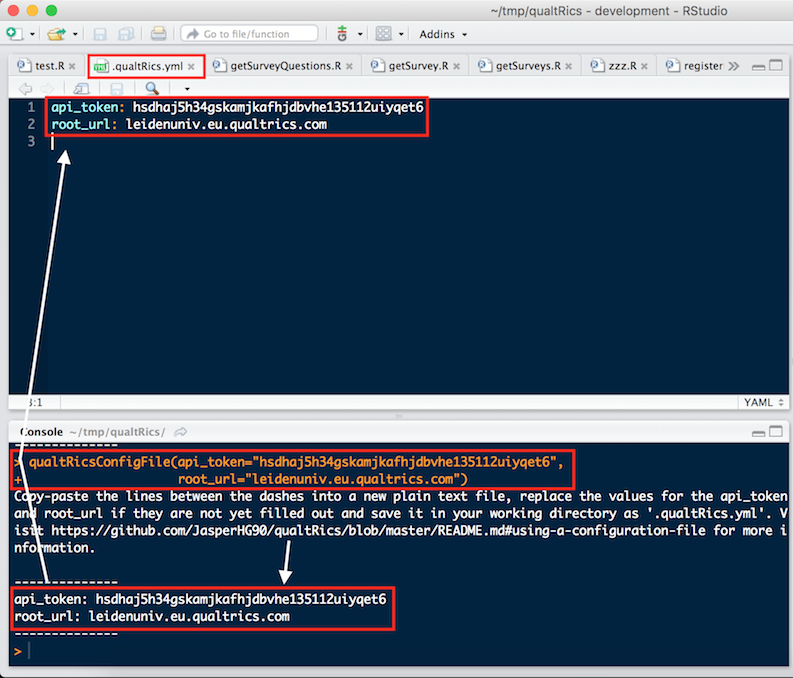 ~/tmp/qualtRics - development - RStudio
Go to file/function
Addins
test.R
.qualtRics.yml
getSurveyQuestions.R
getSurvey.R
getSurveys.R
zzz.R
register
1 api_token: hsdhaj5h34gskamjkafhjdbvhe135112uiyqet6
2 root_url: leidenuniv.eu.qualtrics.com
3
3:1
YAML
Console ~/tmp/qualtRics/
--------------
> qualtRicsConfigFile(api_token="hsdhaj5h34gskamjkafhjdbvhe135112uiyqet6",
+ root_url="leidenuniv.eu.qualtrics.com")
Copy-paste the lines between the dashes into a new plain text file, replace the values for the api_token
and root_url if they are not yet filled out and save it in your working directory as '.qualtRics.yml'. V
isit https://github.com/JasperHG90/qualtRics/blob/master/README.md#using-a-configuration-file for more i
nformation.
--------------
api_token: hsdhaj5h34gskamjkafhjdbvhe135112uiyqet6
root_url: leidenuniv.eu.qualtrics.com
--------------
>